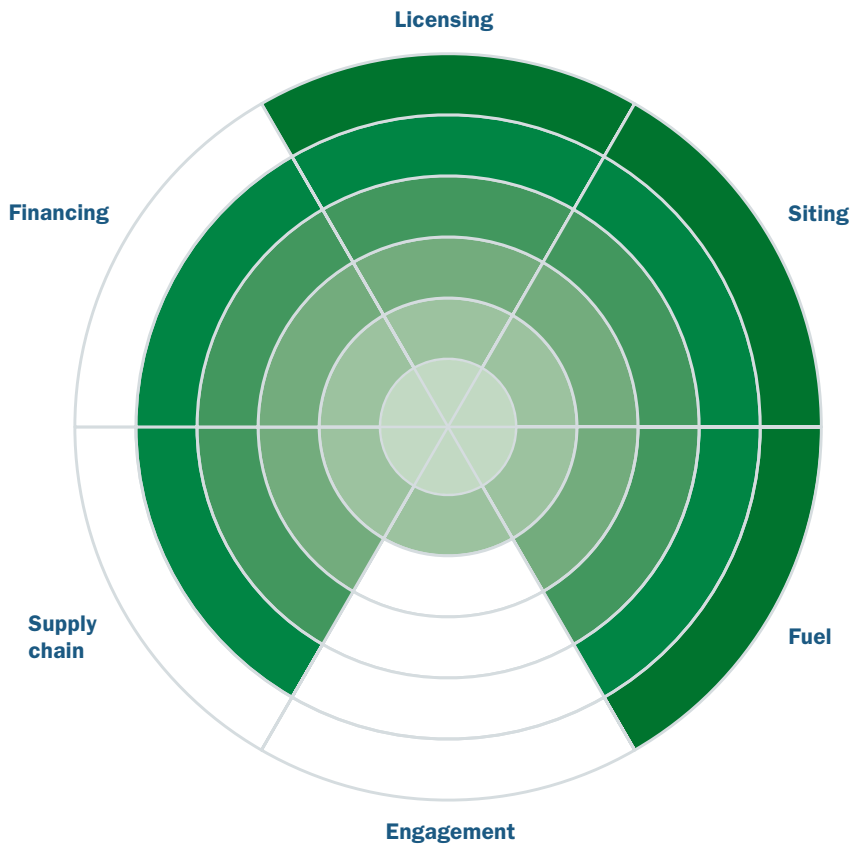 Licensing
Financing
Siting
Supply
chain
Fuel
Engagement